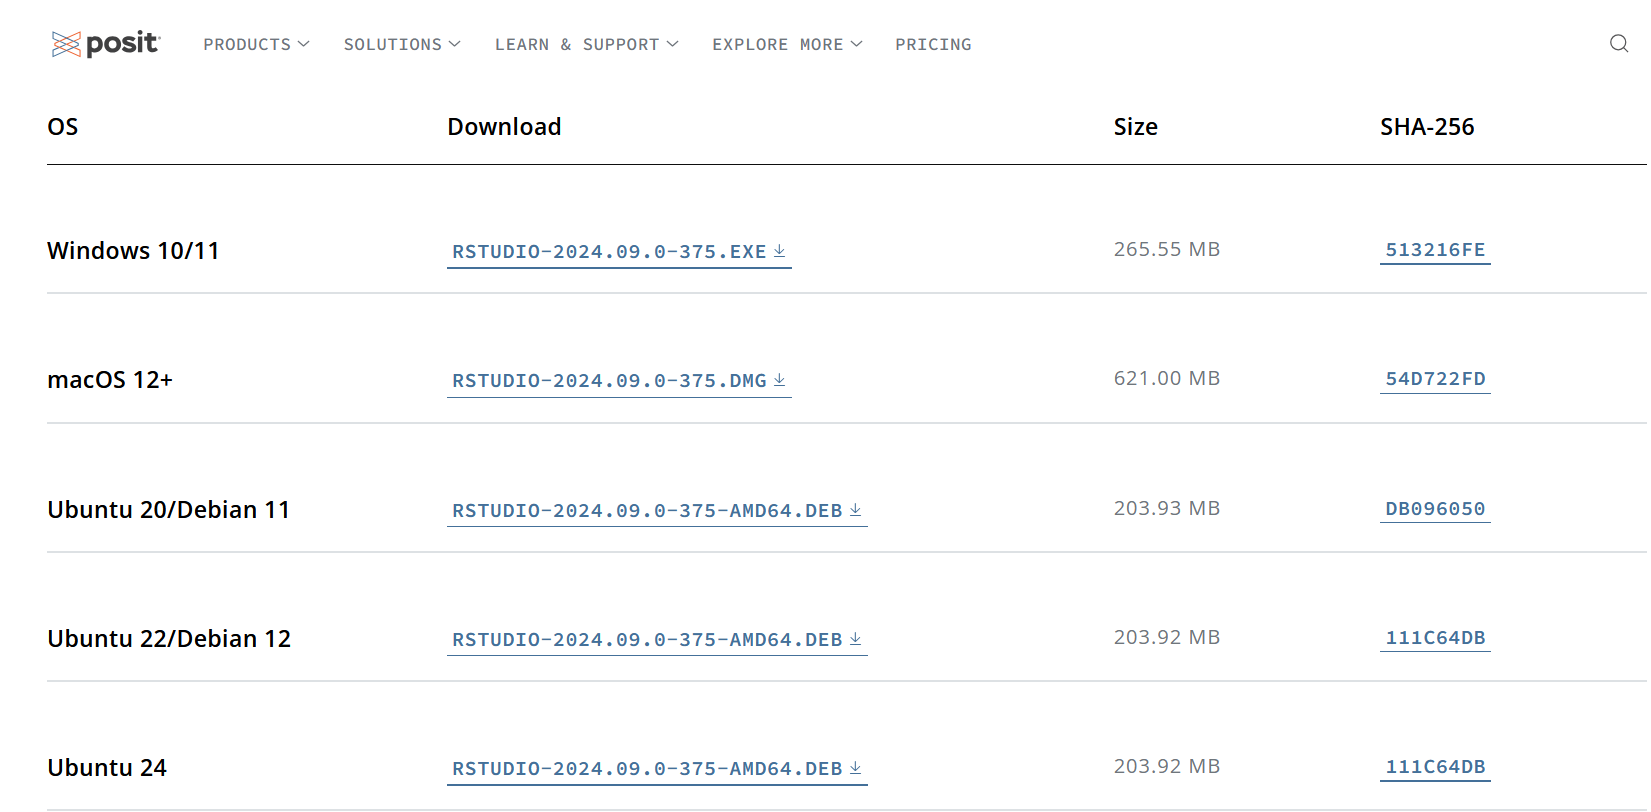 posit PRODUCTS SOLUTIONS LEARN & SUPPORT EXPLORE MORE PRICING
OS Download Size SHA-256
Windows 10/11 RSTUDIO-2024.09.0-375.EXE 265.55 MB 513216FE
macOS 12+ RSTUDIO-2024.09.0-375.DMG 621.00 MB 54D722FD
Ubuntu 20/Debian 11 RSTUDIO-2024.09.0-375-AMD64.DEB 203.93 MB DB096050
Ubuntu 22/Debian 12 RSTUDIO-2024.09.0-375-AMD64.DEB 203.92 MB 111C64DB
Ubuntu 24 RSTUDIO-2024.09.0-375-AMD64.DEB 203.92 MB 111C64DB